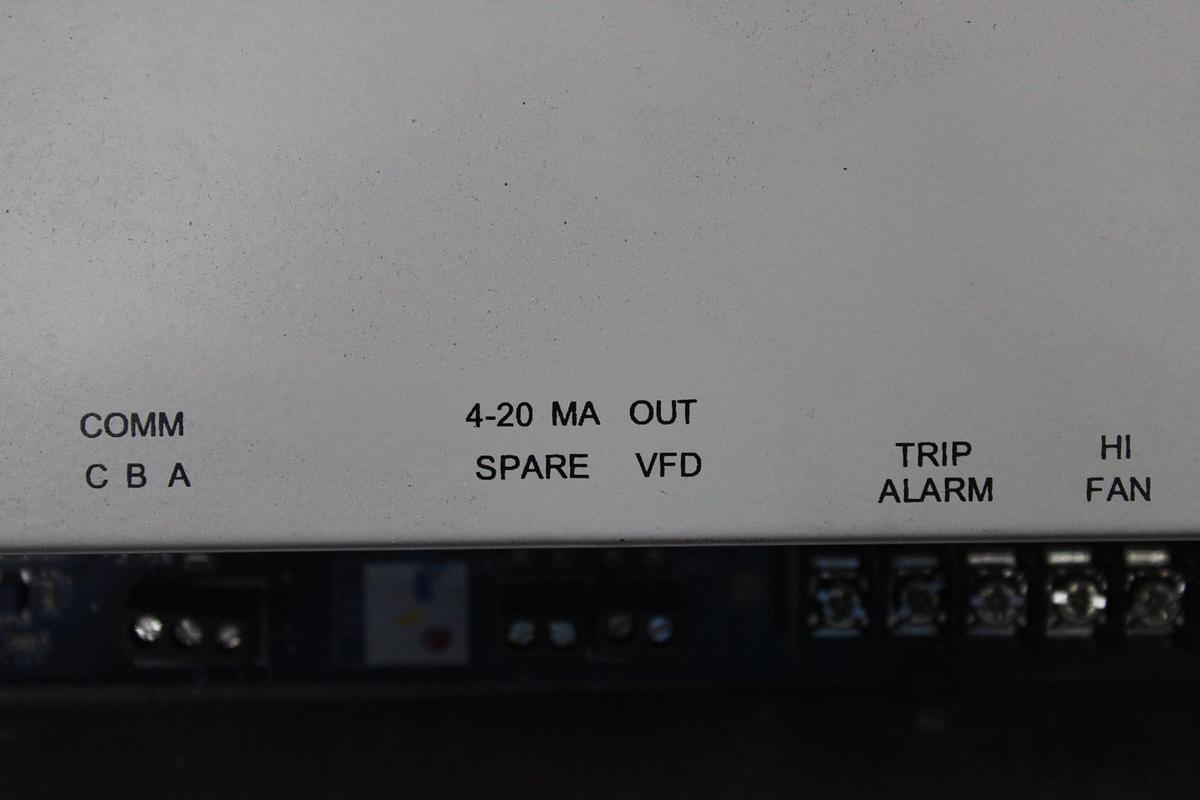 COMM
C B A
4-20 MA OUT
SPARE VFD
TRIP
ALARM
HI
FAN